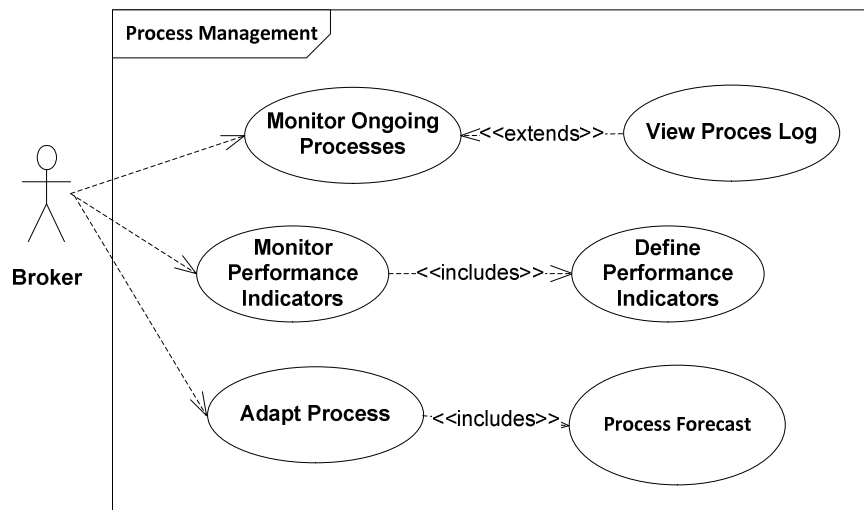 Process Management
Monitor Ongoing
Processes
<<extends>>
View Proces Log
Broker
Monitor
Performance
Indicators
<<includes>>
Define
Performance
Indicators
Adapt Process
<<includes>>
Process Forecast